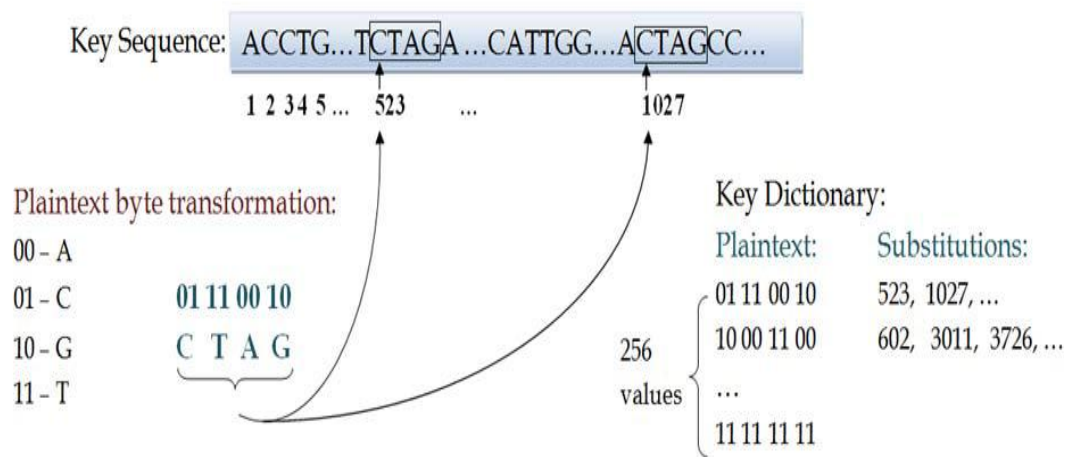 Key Sequence: ACCTG...TCTAGA ...CATTGG...ACTAGCC...
1 2 3 4 5 ... 523 ... 1027
Plaintext byte transformation:
00 – A
01 – C
10 – G
11 – T
01 11 00 10
C T A G
Key Dictionary:
Plaintext: Substitutions:
01 11 00 10 523, 1027, ...
10 00 11 00 602, 3011, 3726, ...
...
11 11 11 11
256
values